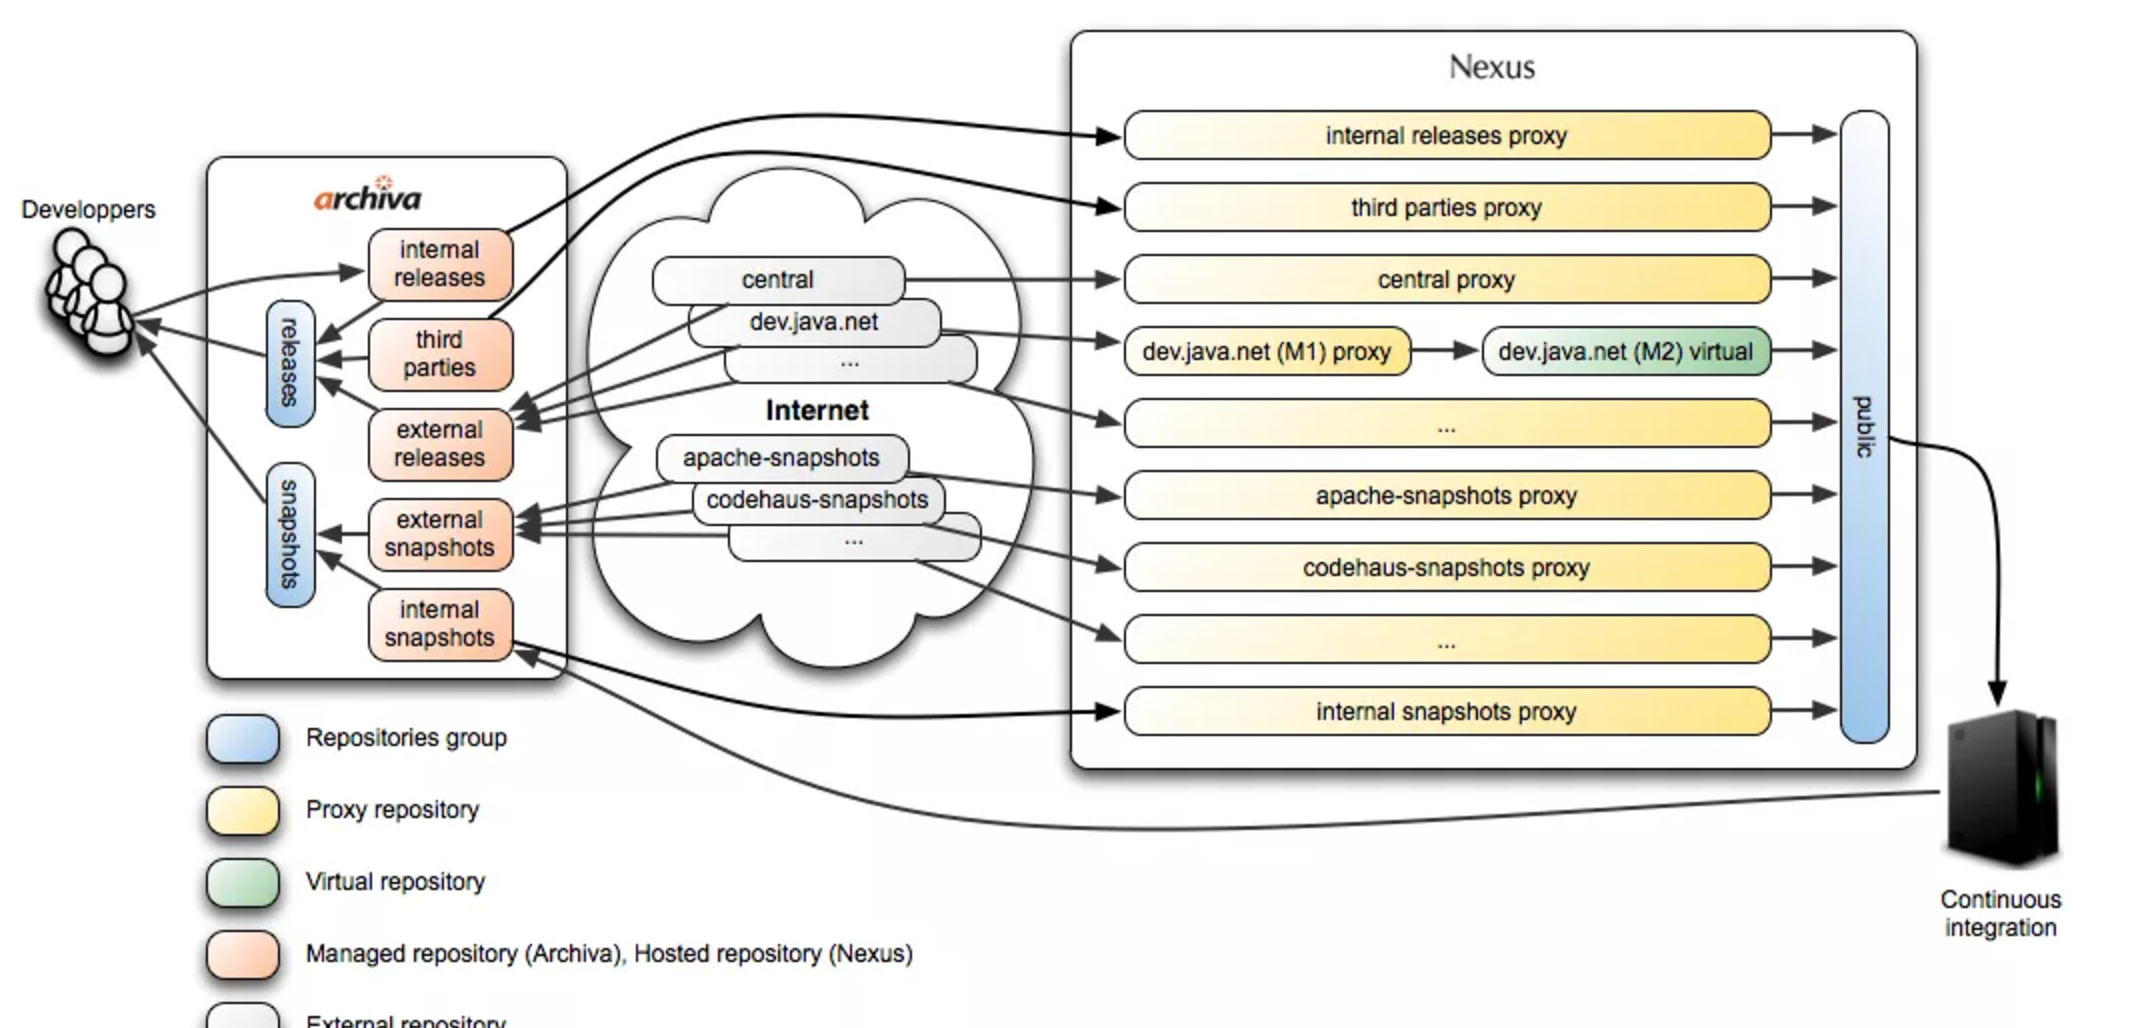 Nexus
internal releases proxy
third parties proxy
archiva
Developpers
internal
releases
central
central proxy
dev.java.net
dev.java.net (M1) proxy
dev.java.net (M2) virtual
third
parties
releases
...
Internet
...
public
external
releases
apache-snapshots
apache-snapshots proxy
codehaus-snapshots
external
snapshots
snapshots
...
codehaus-snapshots proxy
internal
snapshots
...
internal snapshots proxy
Repositories group
Proxy repository
Virtual repository
Continuous
integration
Managed repository (Archiva), Hosted repository (Nexus)
External repository